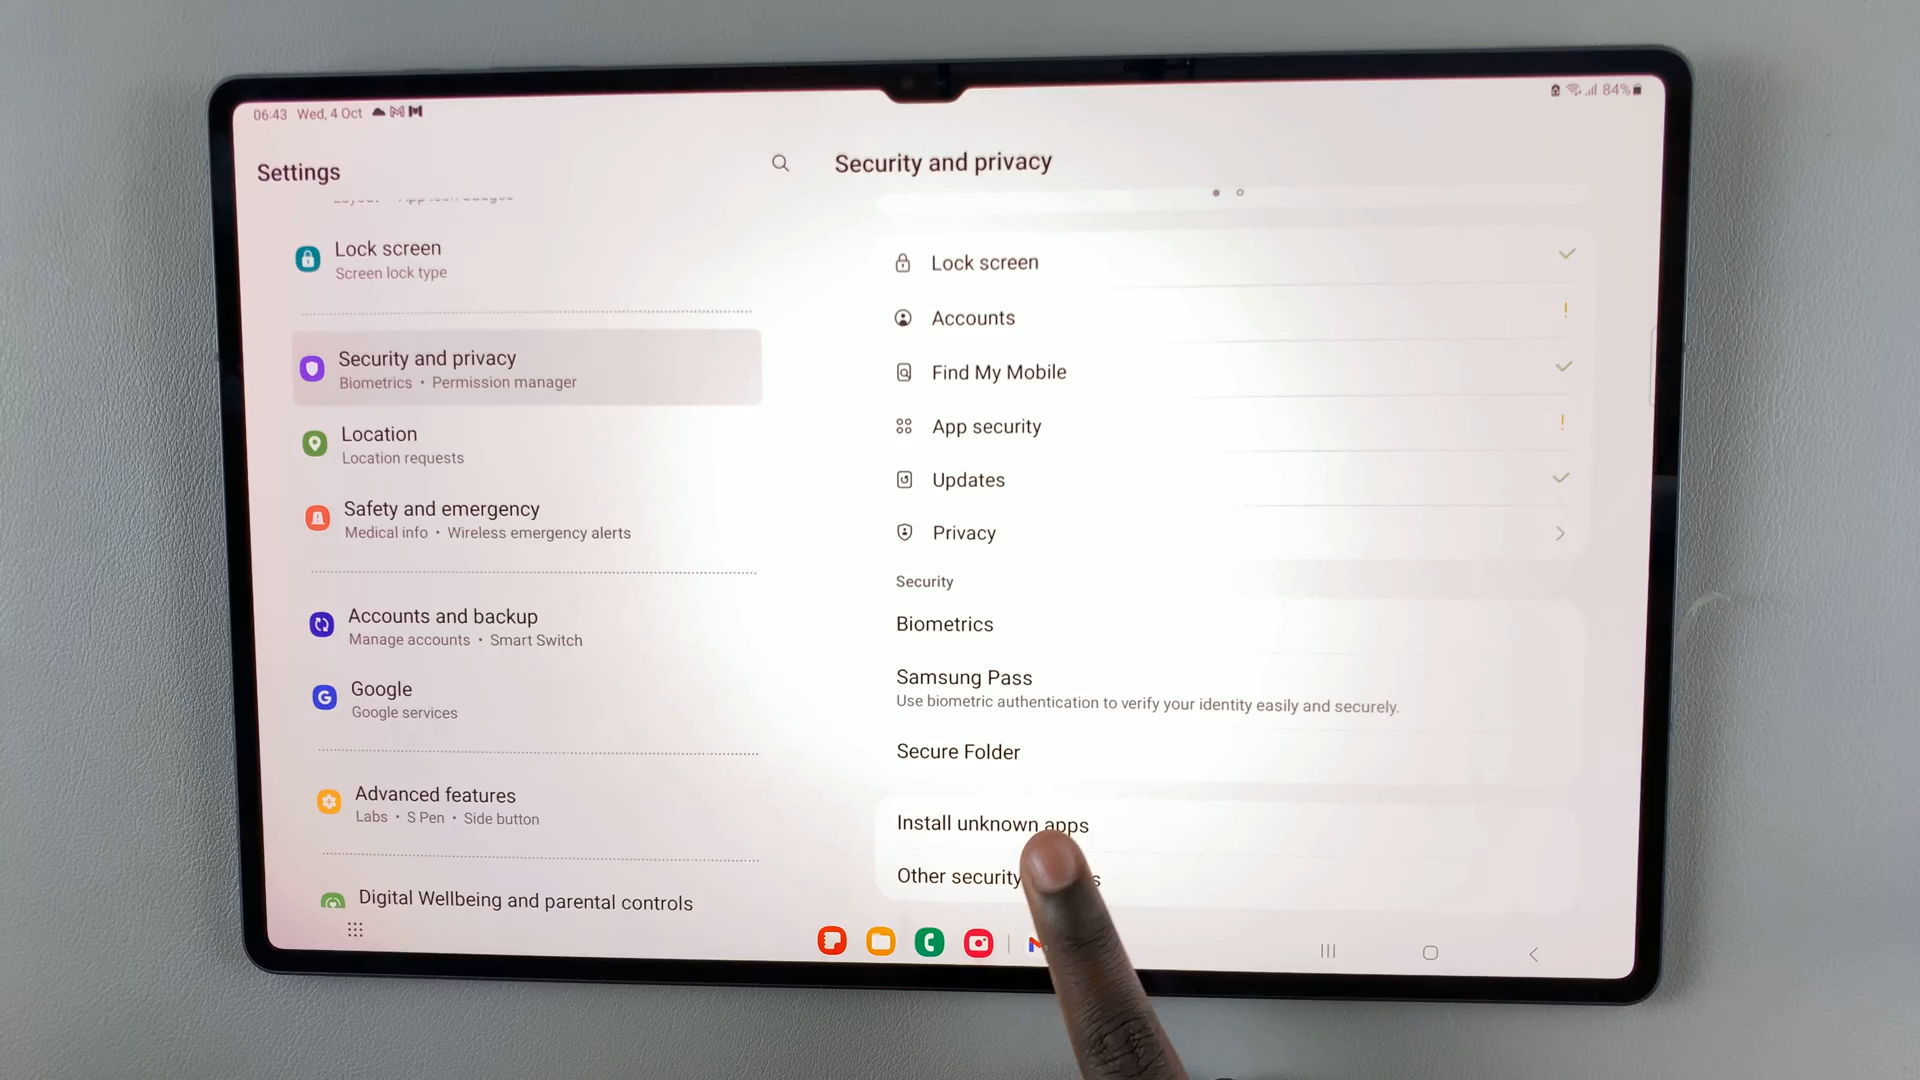 06:43 Wed, 4 Oct
84%
Settings
Security and privacy
Lock screen
Screen lock type
Security and privacy
Biometrics • Permission manager
Location
Location requests
Safety and emergency
Medical info • Wireless emergency alerts
Accounts and backup
Manage accounts • Smart Switch
Google
Google services
Advanced features
Labs • S Pen • Side button
Digital Wellbeing and parental controls
Lock screen
Accounts
Find My Mobile
App security
Updates
Privacy
Security
Biometrics
Samsung Pass
Use biometric authentication to verify your identity easily and securely.
Secure Folder
Install unknown apps
Other security